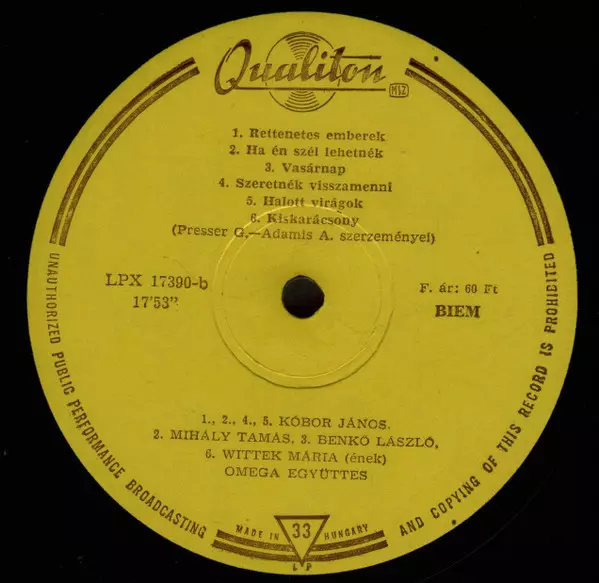 Qualiton
MSZ
1. Rettenetes emberek
2. Ha én szél lehetnék
3. Vasárnap
4. Szeretnék visszamenni
5. Halott virágok
6. Kiskarácsony
(Presser G.—Adamis A. szerzeményei)
LPX 17390-b
17'53"
F. ár: 60 Ft
BIEM
1., 2., 4., 5. KÓBOR JÁNOS,
2. MIHÁLY TAMÁS, 3. BENKŐ LÁSZLÓ,
6. WITTEK MÁRIA (ének)
OMEGA EGYÜTTES
UNAUTHORIZED PUBLIC PERFORMANCE BROADCASTING AND COPYING OF THIS RECORD IS PROHIBITED
MADE IN HUNGARY
33
LP